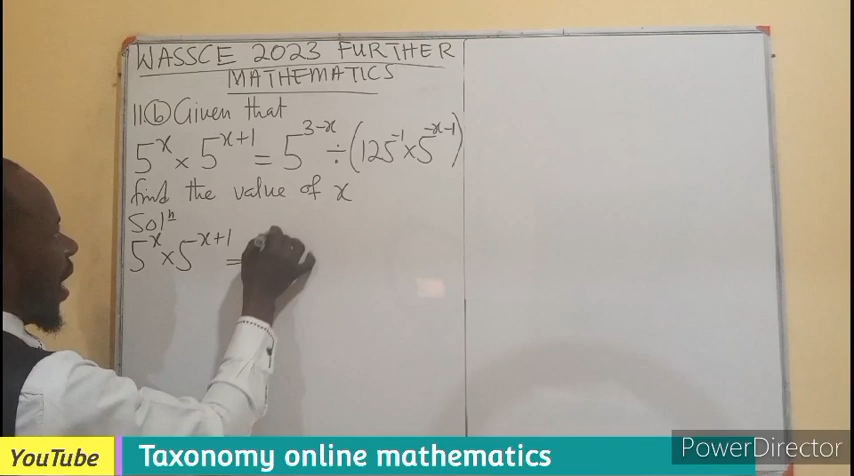 WASSCE 2023 FURTHER
MATHEMATICS
11(b) Given that
5^x × 5^{x+1} = 5^{3-x} ÷ (125^{-1} × 5^{-x-1})
find the value of x
Solⁿ
5^x × 5^{x+1} =
YouTube Taxonomy online mathematics
PowerDirector